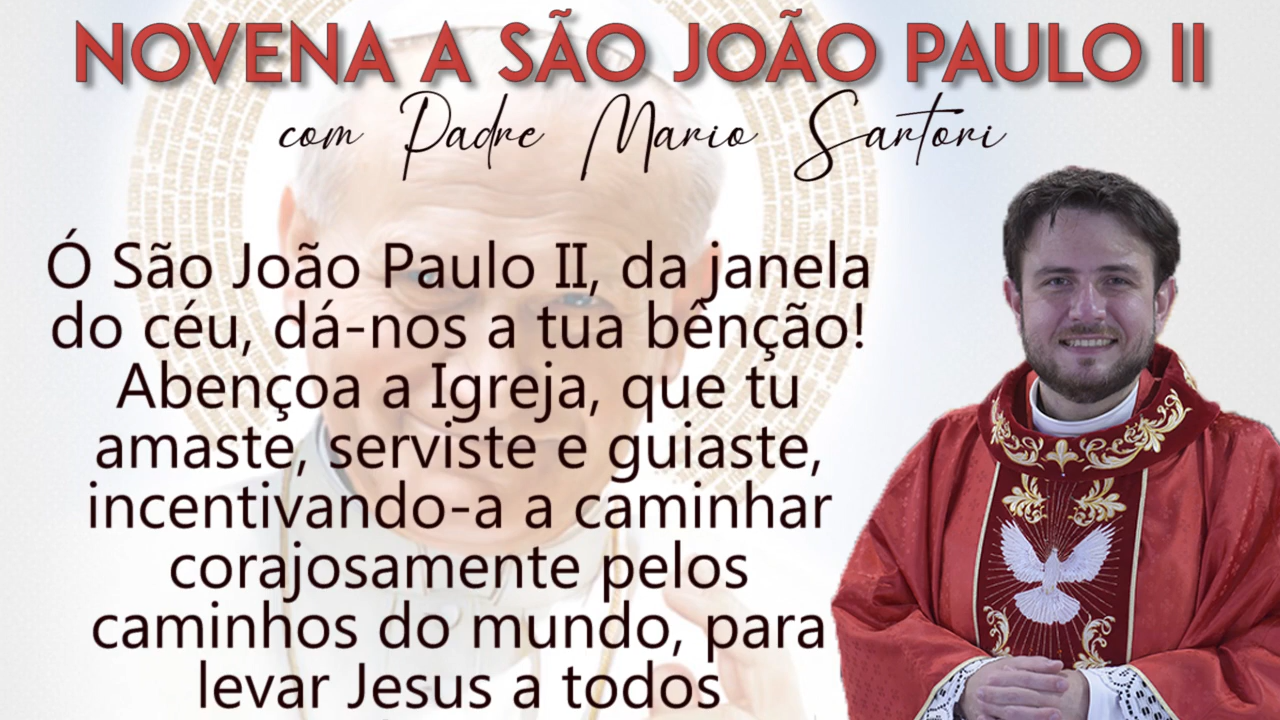 NOVENA A SÃO JOÃO PAULO II
com Padre Mario Sartori
Ó São João Paulo II, da janela
do céu, dá-nos a tua bênção!
Abençoa a Igreja, que tu
amaste, serviste e guiaste,
incentivando-a a caminhar
corajosamente pelos
caminhos do mundo, para
levar Jesus a todos